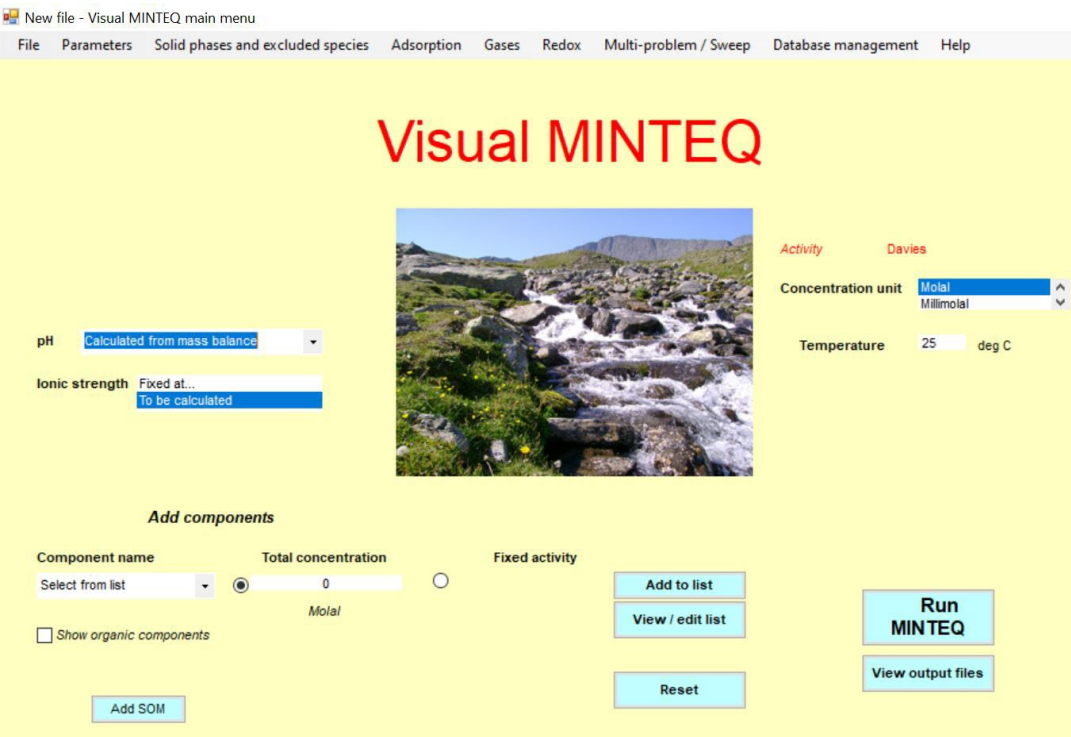 New file - Visual MINTEQ main menu
File Parameters Solid phases and excluded species Adsorption Gases Redox Multi-problem / Sweep Database management Help
Visual MINTEQ
Activity Davies
Concentration unit Molal
Millimolal
pH Calculated from mass balance
Temperature 25 deg C
Ionic strength Fixed at...
To be calculated
Add components
Component name Total concentration Fixed activity
Select from list 0 Add to list
Molal
View / edit list
Run
MINTEQ
Show organic components
View output files
Reset
Add SOM